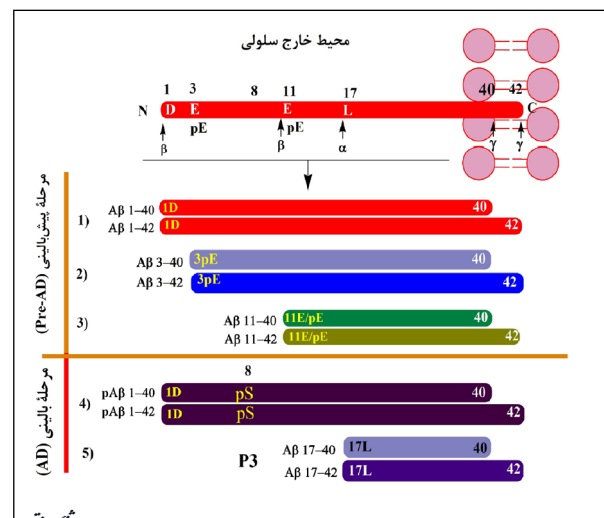 محیط خارج سلولی
1 3 8 11 17 40 42
N D E E L C
pE pE
β β α γ γ
مرحلهٔ پیش‌بالینی (Pre-AD)
1) Aβ 1–40 1D 40
Aβ 1–42 1D 42
2) Aβ 3–40 3pE 40
Aβ 3–42 3pE 42
3) Aβ 11–40 11E/pE 40
Aβ 11–42 11E/pE 42
مرحلهٔ بالینی (AD)
8
4) pAβ 1–40 1D pS 40
pAβ 1–42 1D pS 42
5) P3 Aβ 17-40 17L 40
Aβ 17-42 17L 42